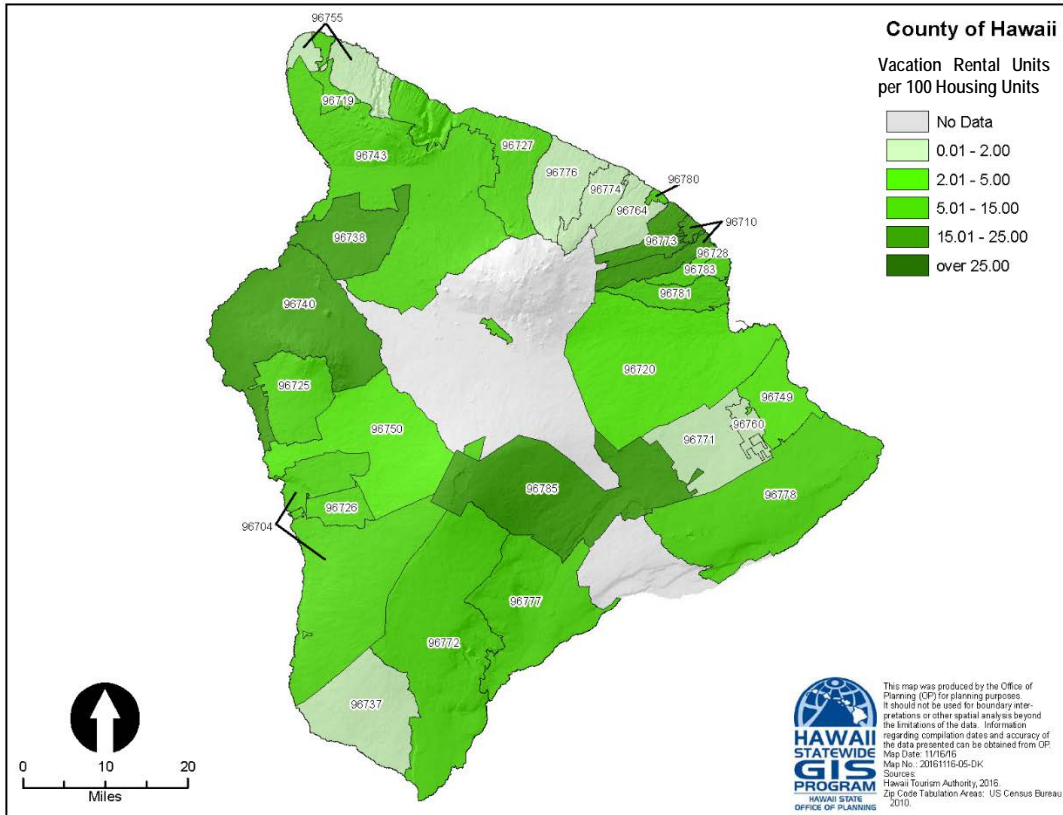 County of Hawaii
Vacation Rental Units
per 100 Housing Units
No Data
0.01 - 2.00
2.01 - 5.00
5.01 - 15.00
15.01 - 25.00
over 25.00
96755
96719
96743
96727
96776
96774
96764
96780
96710
96773
96728
96783
96781
96738
96740
96725
96750
96720
96749
96760
96771
96778
96785
96726
96704
96777
96772
96737
0 10 20
Miles
HAWAII
STATEWIDE
GIS
PROGRAM
HAWAII STATE
OFFICE OF PLANNING
This map was produced by the Office of
Planning (OP) for planning purposes.
It should not be used for boundary inter-
pretations or other spatial analysis beyond
the limitations of the data. Information
regarding compilation dates and accuracy of
the data presented can be obtained from OP.
Map Date: 11/16/16
Map No.: 20161116-05-DK
Sources:
Hawaii Tourism Authority, 2016.
Zip Code Tabulation Areas: US Census Bureau
2010.